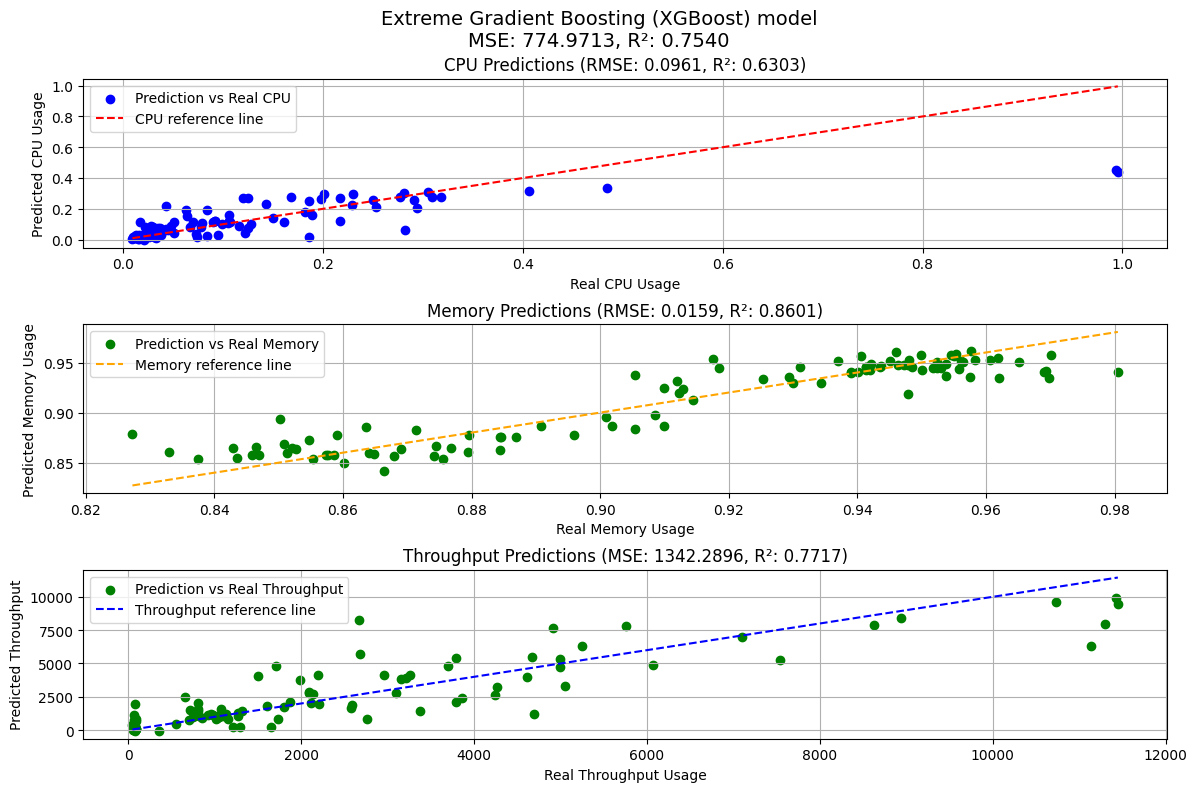 Extreme Gradient Boosting (XGBoost) model
MSE: 774.9713, R²: 0.7540
CPU Predictions (RMSE: 0.0961, R²: 0.6303)
Prediction vs Real CPU
CPU reference line
Predicted CPU Usage
1.0
0.8
0.6
0.4
0.2
0.0
0.0 0.2 0.4 0.6 0.8 1.0
Real CPU Usage
Memory Predictions (RMSE: 0.0159, R²: 0.8601)
Prediction vs Real Memory
Memory reference line
Predicted Memory Usage
0.95
0.90
0.85
0.82 0.84 0.86 0.88 0.90 0.92 0.94 0.96 0.98
Real Memory Usage
Throughput Predictions (MSE: 1342.2896, R²: 0.7717)
Prediction vs Real Throughput
Throughput reference line
Predicted Throughput
10000
7500
5000
2500
0
0 2000 4000 6000 8000 10000 12000
Real Throughput Usage